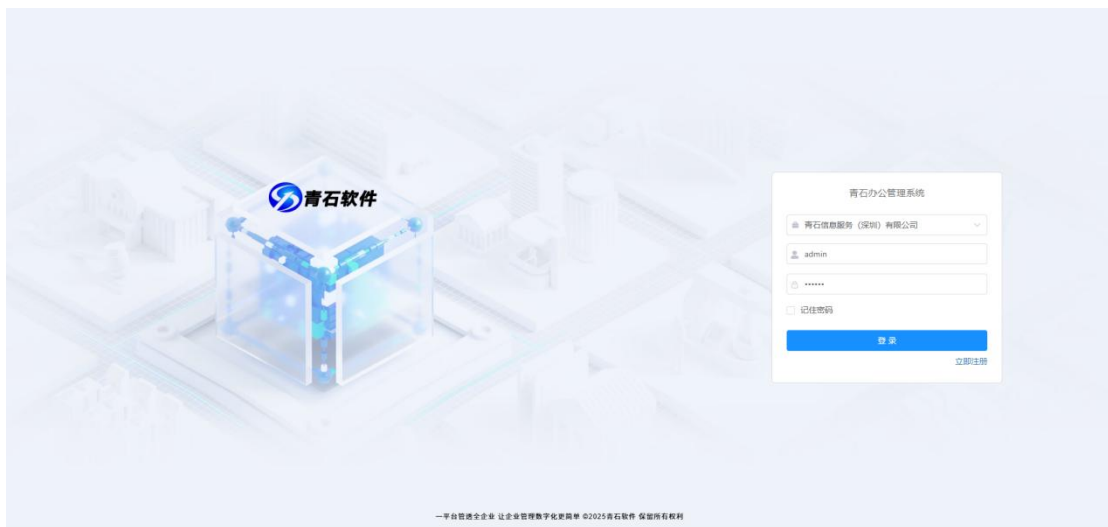 青石软件
青石办公管理系统
青石信息服务（深圳）有限公司
admin
••••••
记住密码
登 录
立即注册
一平台管透全企业 让企业管理数字化更简单 ©2025青石软件 保留所有权利